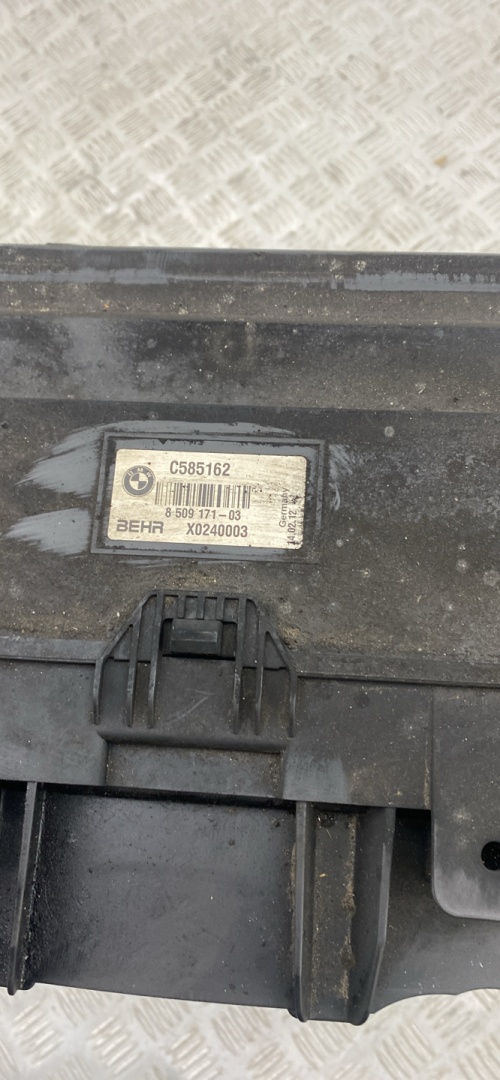 C585162
8 509 171-03
BEHR X0240003
Germany